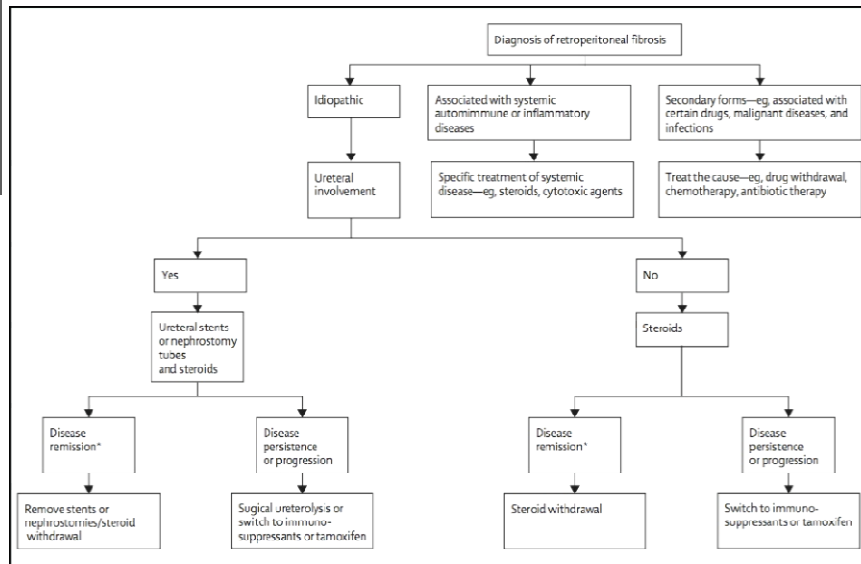 Diagnosis of retroperitoneal fibrosis
Idiopathic
Associated with systemic
autoimmune or inflammatory
diseases
Secondary forms—eg, associated with
certain drugs, malignant diseases, and
infections
Ureteral
involvement
Specific treatment of systemic
disease—eg, steroids, cytotoxic agents
Treat the cause—eg, drug withdrawal,
chemotherapy, antibiotic therapy
Yes
No
Ureteral stents
or nephrostomy
tubes
and steroids
Steroids
Disease
remission*
Disease
persistence
or progression
Disease
remission*
Disease
persistence
or progression
Remove stents or
nephrostomies/steroid
withdrawal
Sugical ureterolysis or
switch to immuno-
suppressants or tamoxifen
Steroid withdrawal
Switch to immuno-
suppressants or tamoxifen